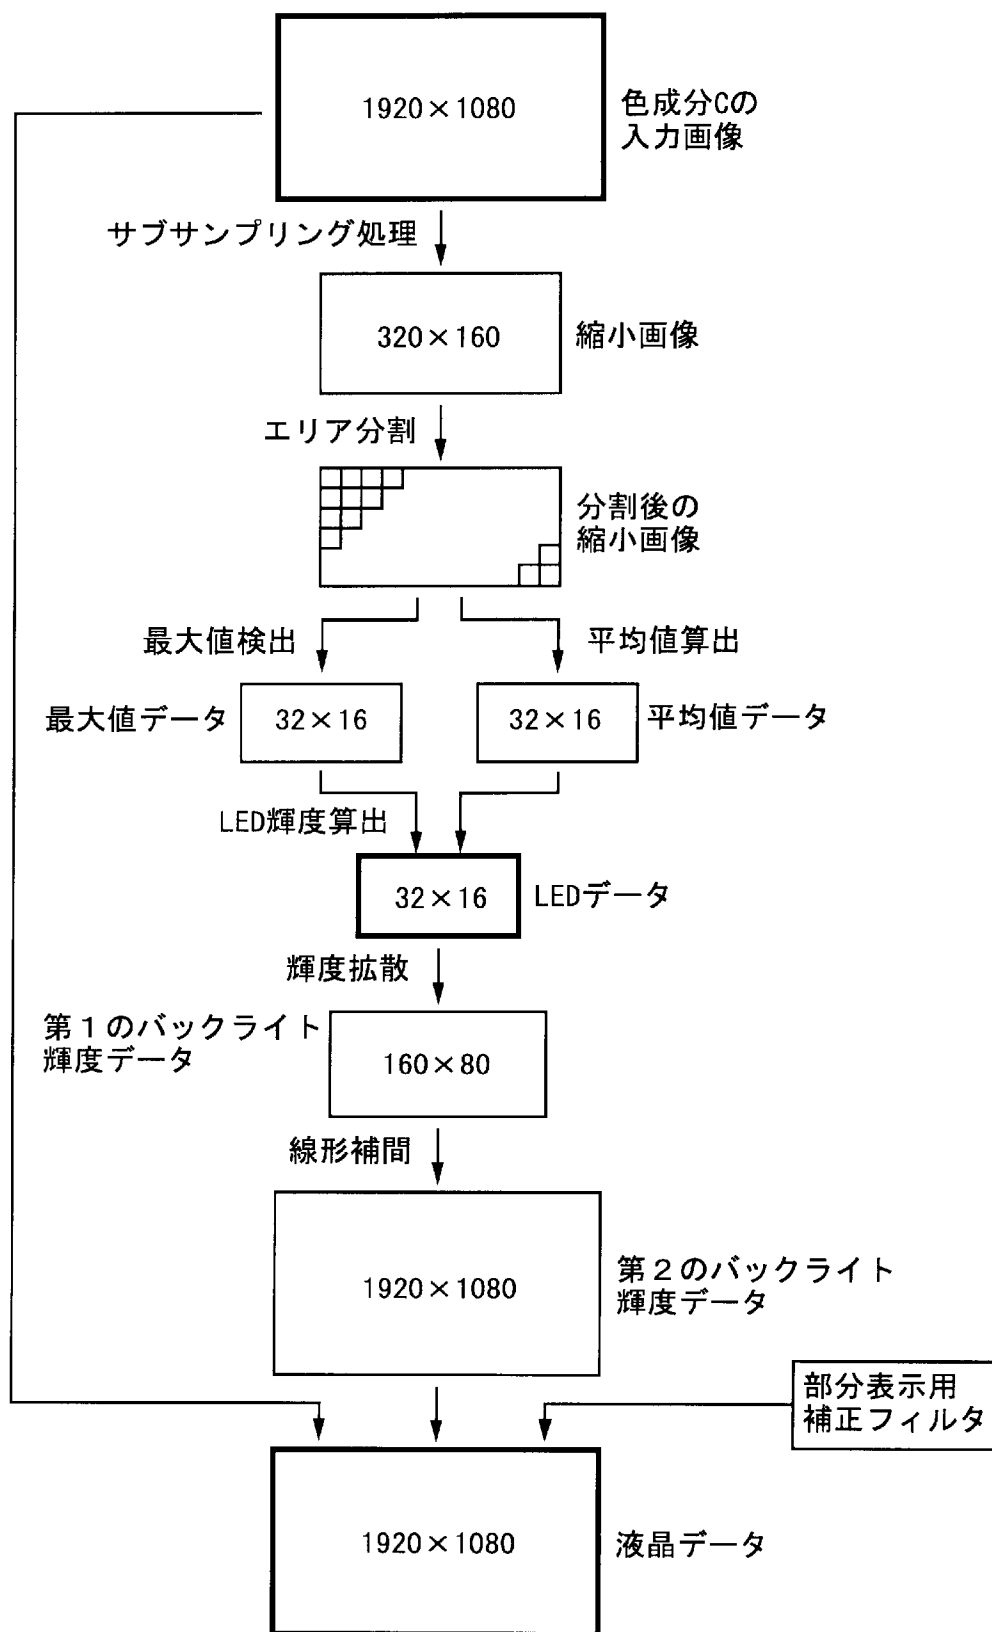 1920×1080
色成分Cの
入力画像
サブサンプリング処理
320×160
縮小画像
エリア分割
分割後の
縮小画像
最大値検出
平均値算出
最大値データ
32×16
32×16
平均値データ
LED輝度算出
32×16
LEDデータ
輝度拡散
第1のバックライト
輝度データ
160×80
線形補間
1920×1080
第2のバックライト
輝度データ
部分表示用
補正フィルタ
1920×1080
液晶データ